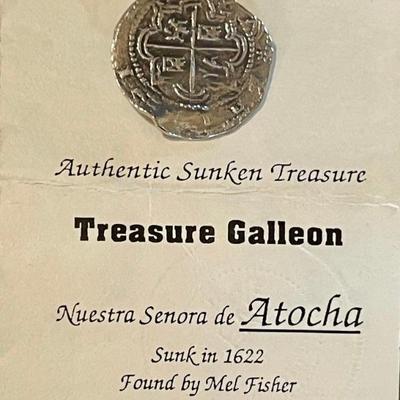 Authentic Sunken Treasure
Treasure Galleon
Nuestra Senora de Atocha
Sunk in 1622
Found by Mel Fisher